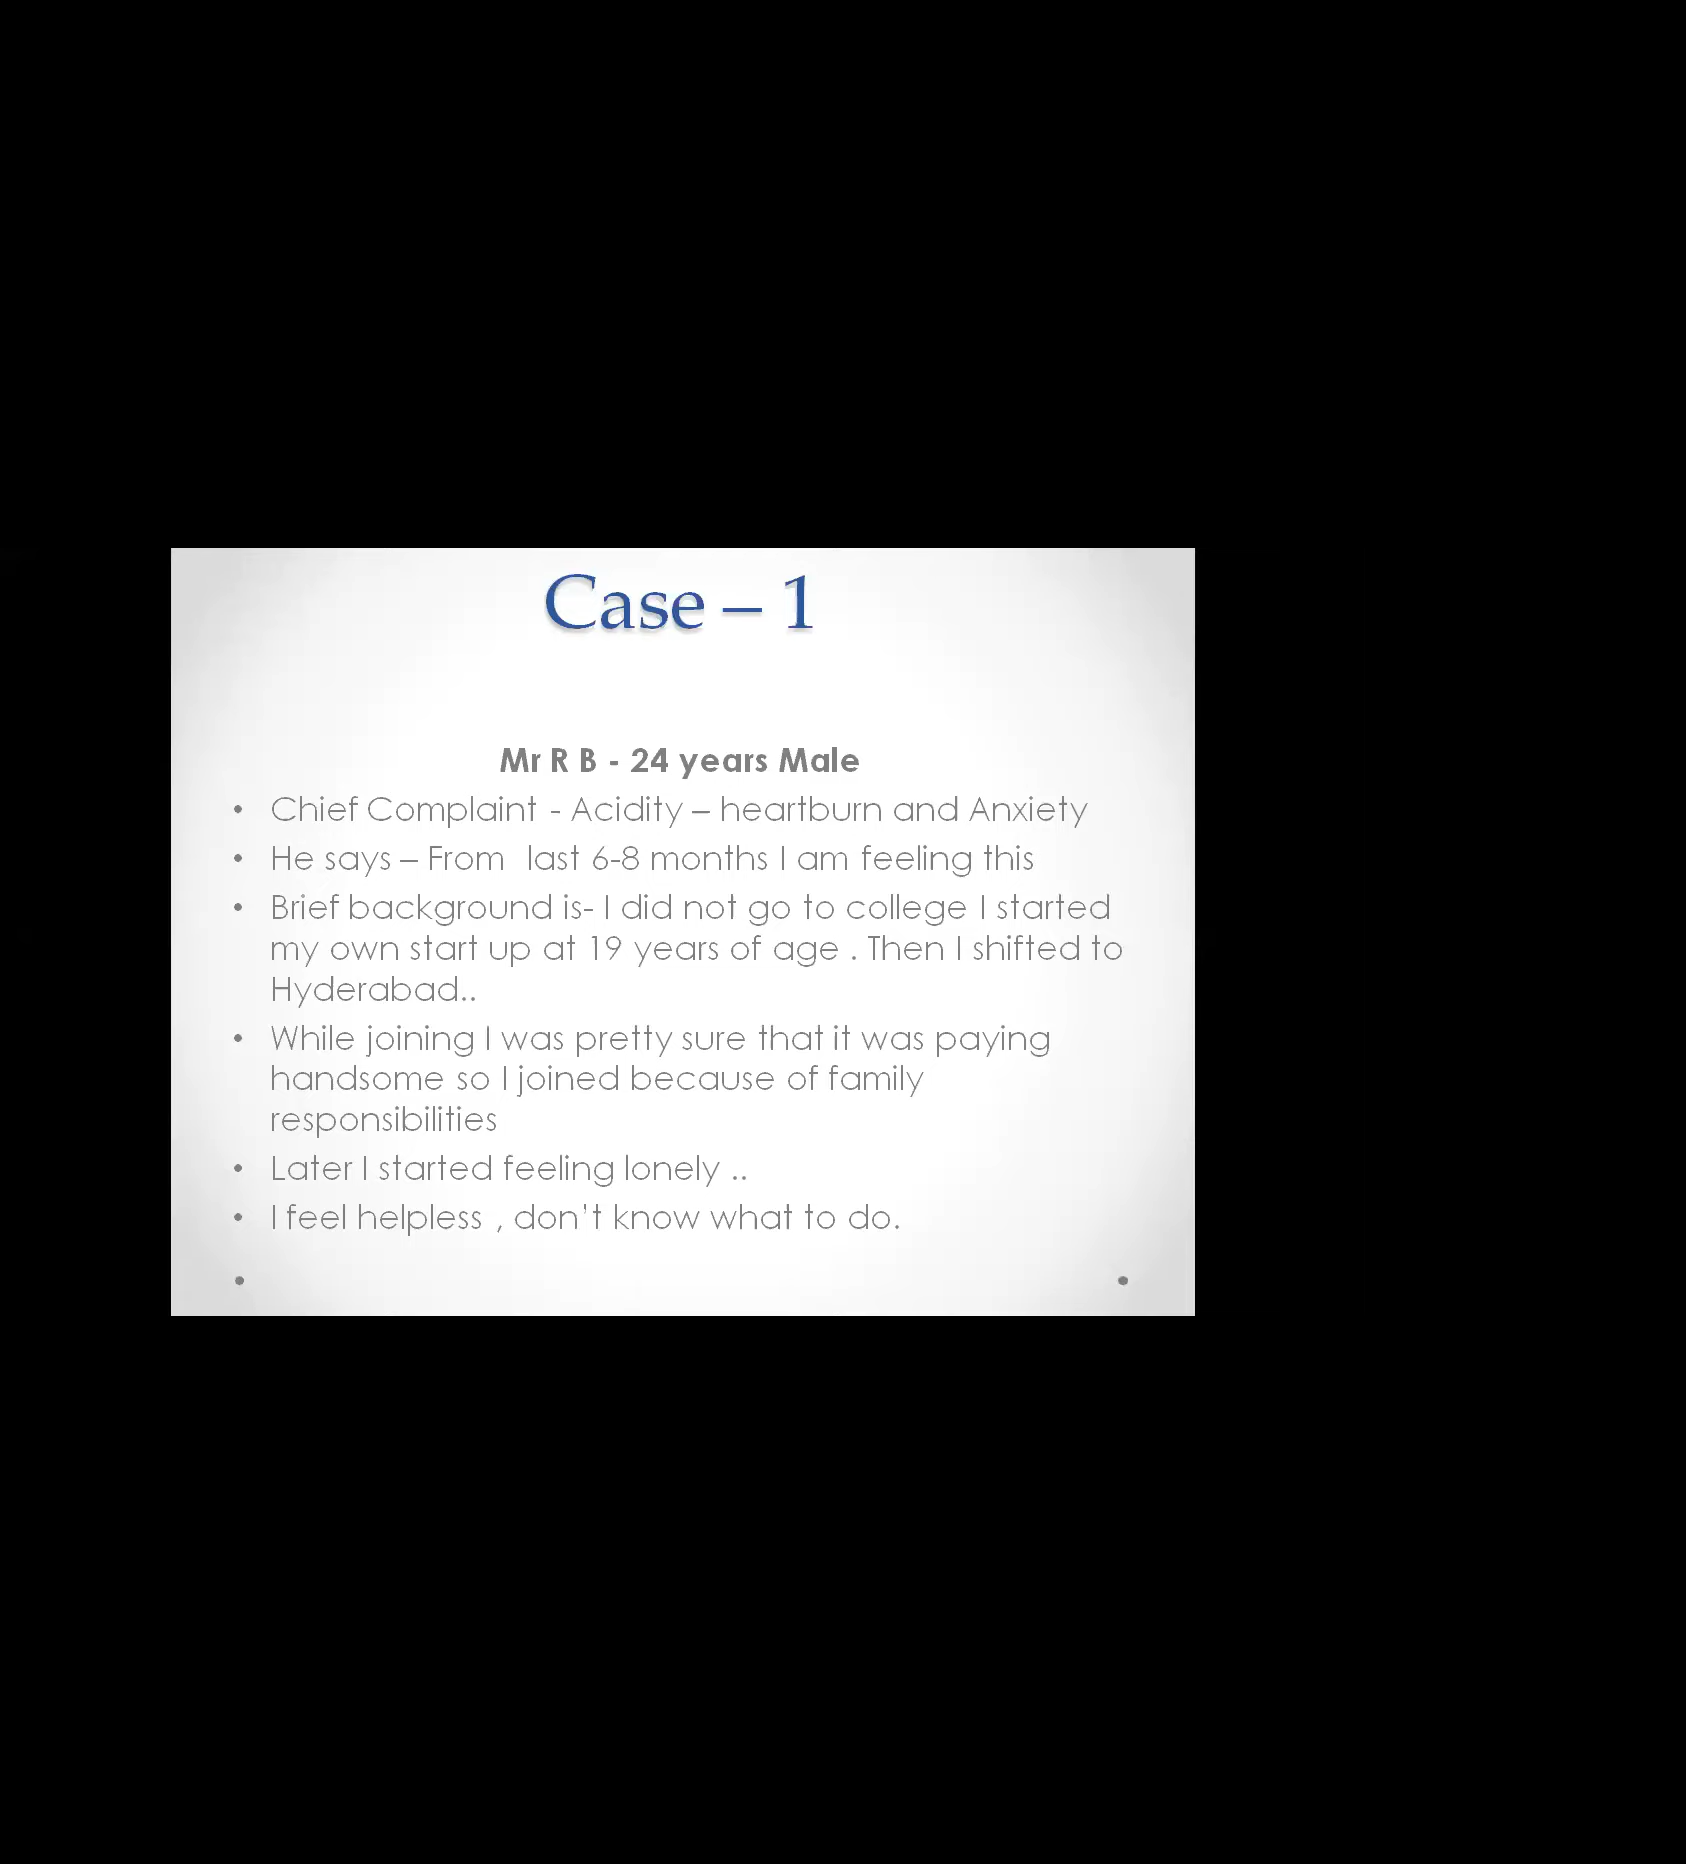 Case – 1
Mr R B - 24 years Male
• Chief Complaint - Acidity – heartburn and Anxiety
• He says – From  last 6-8 months I am feeling this
• Brief background is- I did not go to college I started
my own start up at 19 years of age . Then I shifted to
Hyderabad..
• While joining I was pretty sure that it was paying
handsome so I joined because of family
responsibilities
• Later I started feeling lonely ..
• I feel helpless , don't know what to do.